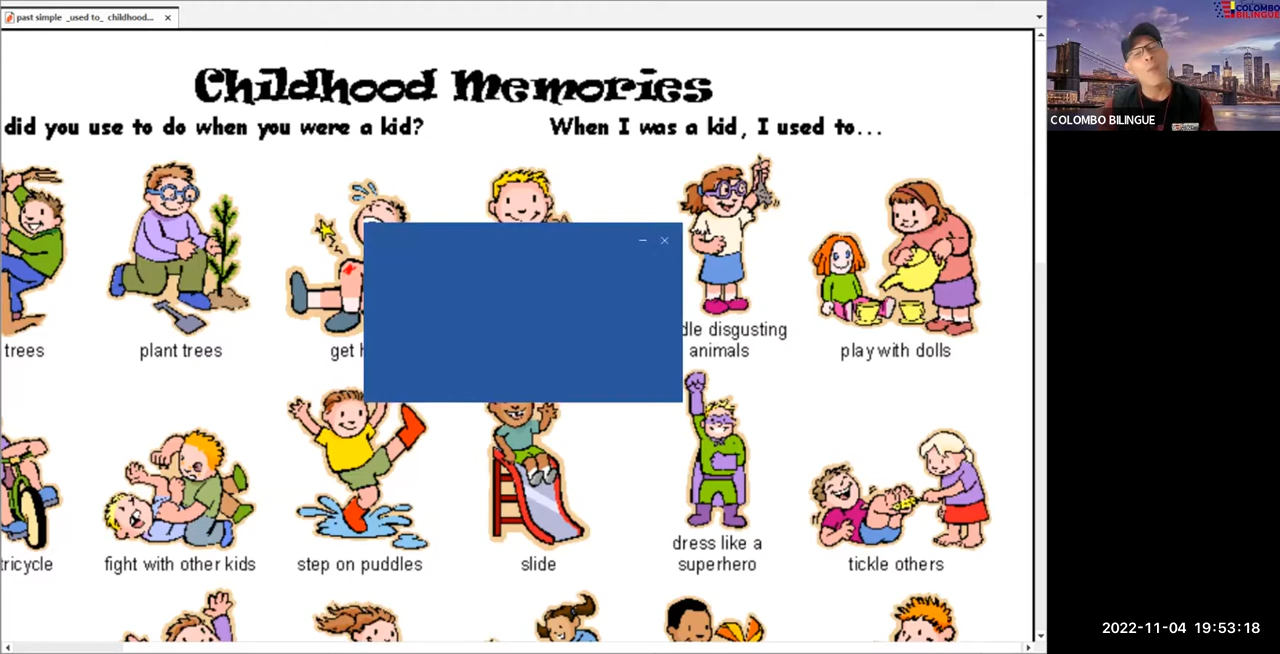 past simple _used to_ childhood...
COLOMBO
BILINGUE
COLOMBO BILINGUE
Childhood Memories
did you use to do when you were a kid?
When I was a kid, I used to...
trees
plant trees
get
disgusting
animals
play with dolls
tricycle
fight with other kids
step on puddles
slide
dress like a
superhero
tickle others
2022-11-04 19:53:18